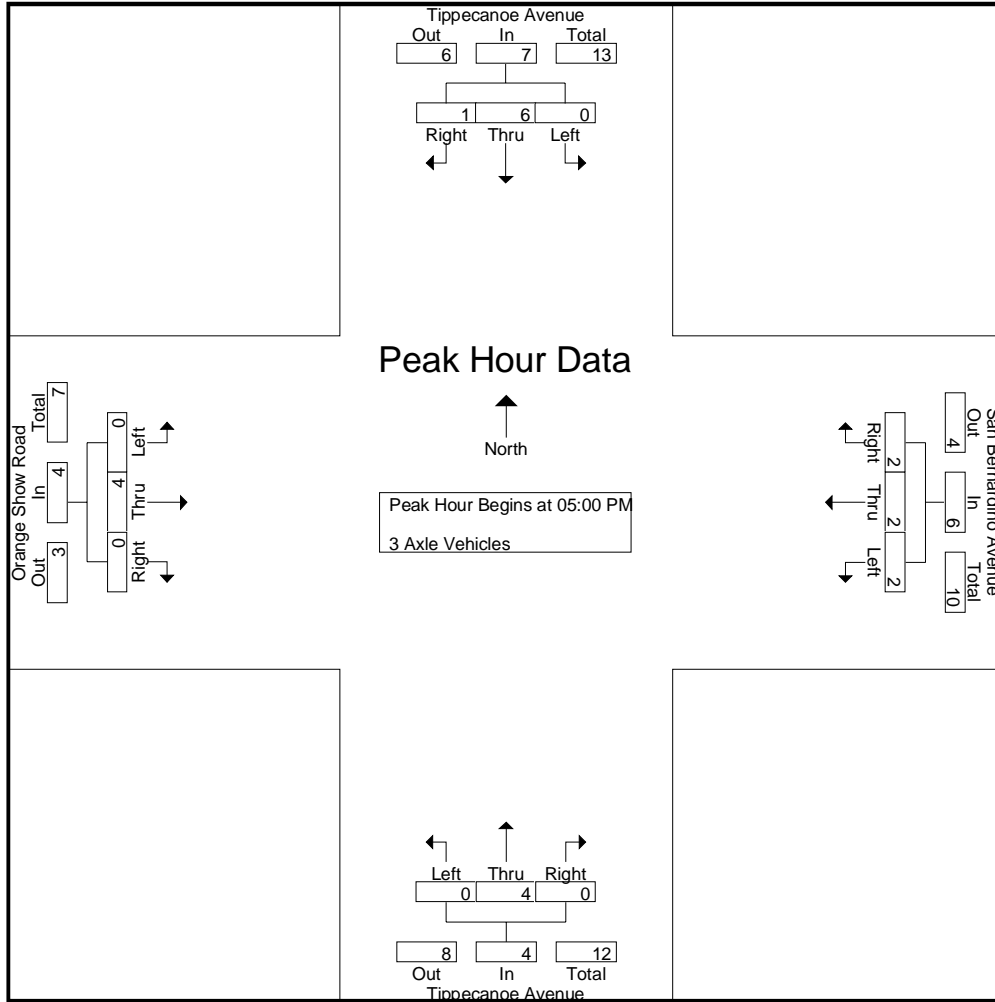 Tippecanoe Avenue
Out In Total
6 7 13
1 6 0
Right Thru Left
Peak Hour Data
North
Peak Hour Begins at 05:00 PM
3 Axle Vehicles
Orange Show Road
Total In Out
7 4 3
0 4 0
Left Thru Right
San Bernardino Avenue
Out In Total
4 6 10
2 2 2
Right Thru Left
Left Thru Right
0 4 0
8 4 12
Out In Total
Tippecanoe Avenue